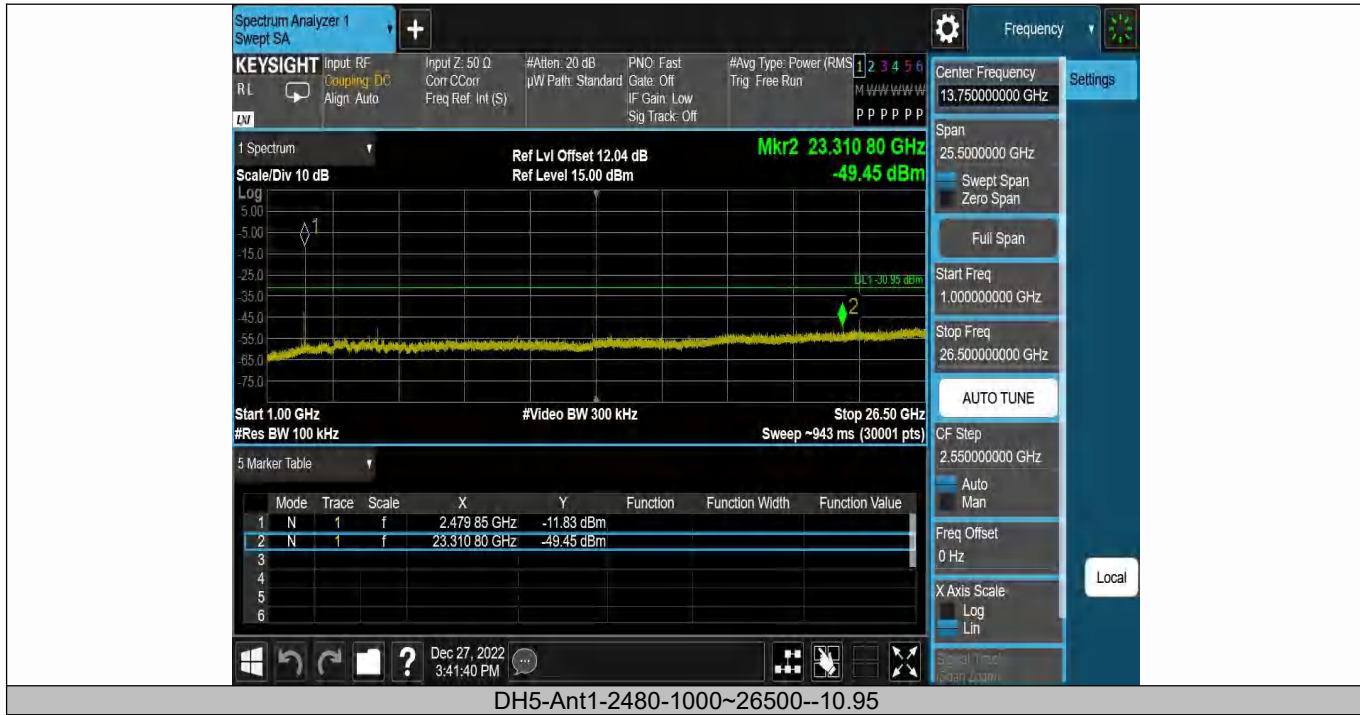 Spectrum Analyzer 1
Swept SA
+
Frequency
KEYSIGHT
RL
LXI
Input: RF
Coupling: DC
Align: Auto
Input Z: 50 Ω
Corr CCorr
Freq Ref: Int (S)
#Atten: 20 dB
µW Path: Standard
PNO: Fast
Gate: Off
IF Gain: Low
Sig Track: Off
#Avg Type: Power (RMS
Trig: Free Run
1 2 3 4 5 6
M W W W W W
P P P P P P
Center Frequency
13.750000000 GHz
Settings
1 Spectrum
Scale/Div 10 dB
Ref Lvl Offset 12.04 dB
Ref Level 15.00 dBm
Mkr2 23.310 80 GHz
-49.45 dBm
Log
5.00
-5.00
-15.0
-25.0
-35.0
-45.0
-55.0
-65.0
-75.0
1
DL1 -30.95 dBm
2
Start 1.00 GHz
#Res BW 100 kHz
#Video BW 300 kHz
Stop 26.50 GHz
Sweep ~943 ms (30001 pts)
Span
25.5000000 GHz
Swept Span
Zero Span
Full Span
Start Freq
1.000000000 GHz
Stop Freq
26.500000000 GHz
AUTO TUNE
CF Step
2.550000000 GHz
Auto
Man
Freq Offset
0 Hz
X Axis Scale
Log
Lin
Signal Track
(Span Zoom)
Local
5 Marker Table
Mode Trace Scale X Y Function Function Width Function Value
1 N 1 f 2.479 85 GHz -11.83 dBm
2 N 1 f 23.310 80 GHz -49.45 dBm
3
4
5
6
?
Dec 27, 2022
3:41:40 PM
DH5-Ant1-2480-1000~26500--10.95